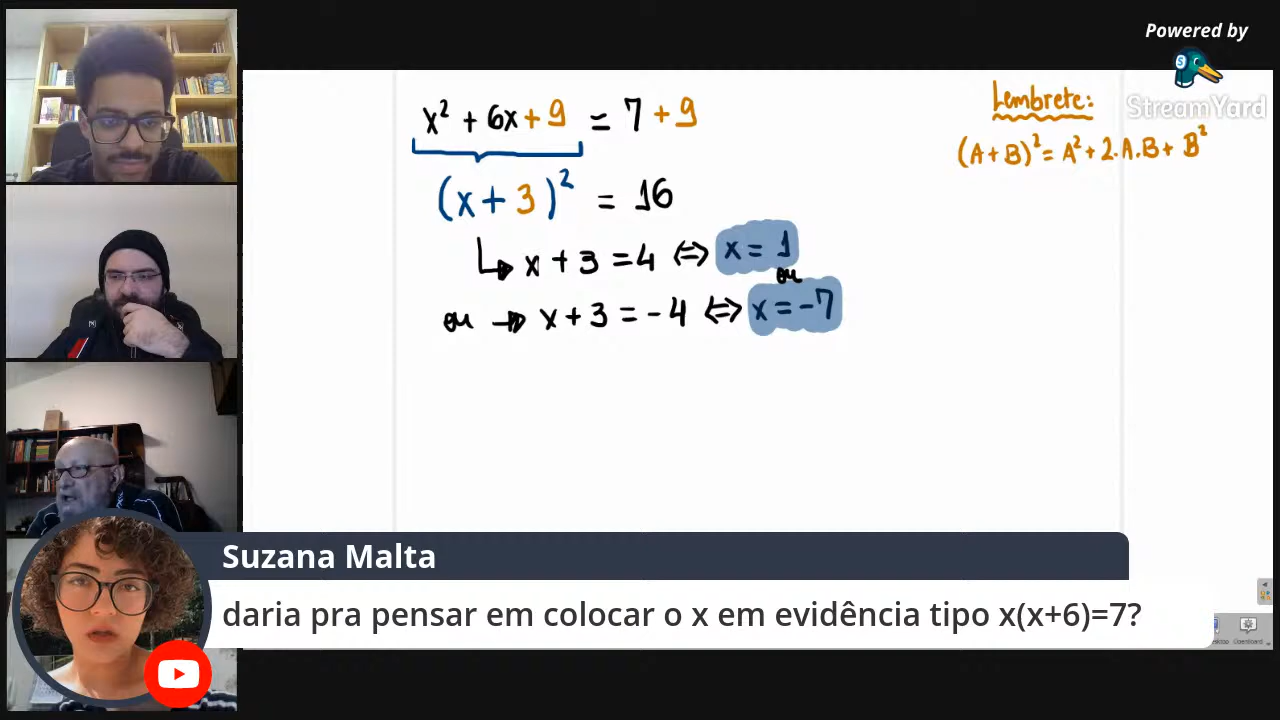 Powered by
StreamYard
x² + 6x + 9 = 7 + 9
(x + 3)² = 16
x + 3 = 4 ⇔ x = 1
ou
ou → x + 3 = -4 ⇔ x = -7
Lembrete:
(A + B)² = A² + 2.A.B + B²
Suzana Malta
daria pra pensar em colocar o x em evidência tipo x(x+6)=7?